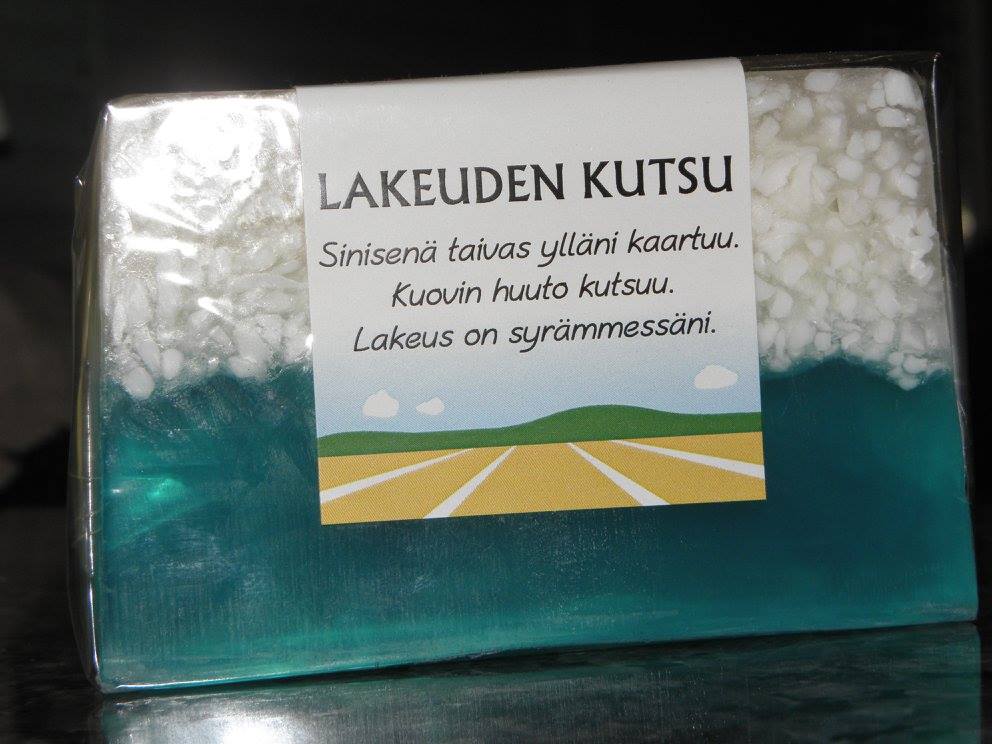 LAKEUDEN KUTSU
Sinisenä taivas ylläni kaartuu.
Kuovin huuto kutsuu.
Lakeus on syrämmessäni.